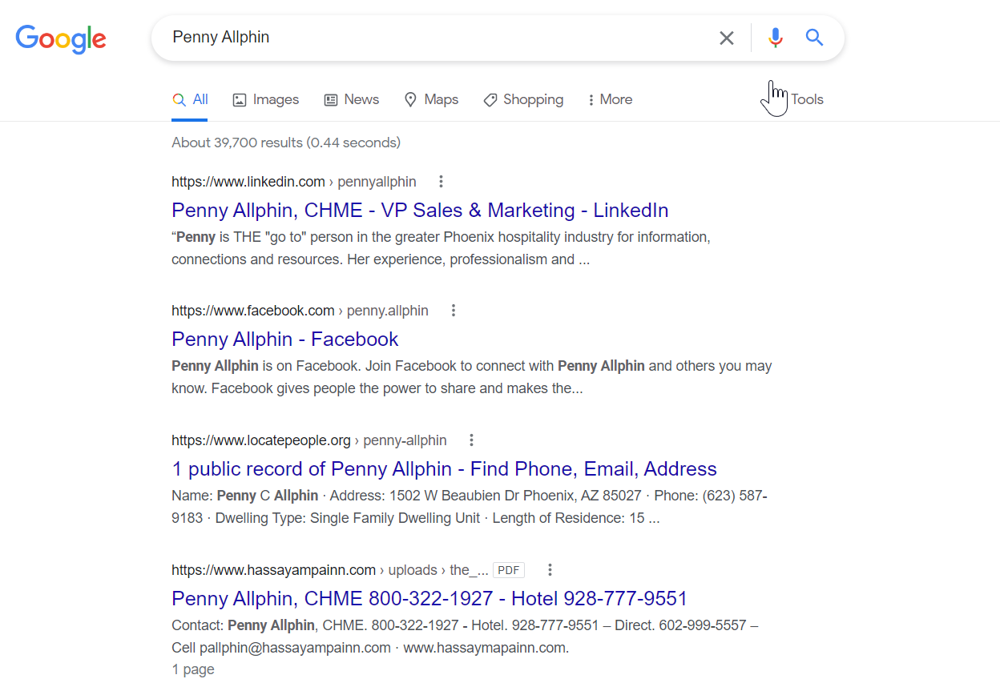 Google
Penny Allphin
All Images News Maps Shopping More Tools
About 39,700 results (0.44 seconds)
https://www.linkedin.com › pennyallphin
Penny Allphin, CHME - VP Sales & Marketing - LinkedIn
“Penny is THE "go to" person in the greater Phoenix hospitality industry for information,
connections and resources. Her experience, professionalism and ...
https://www.facebook.com › penny.allphin
Penny Allphin - Facebook
Penny Allphin is on Facebook. Join Facebook to connect with Penny Allphin and others you may
know. Facebook gives people the power to share and makes the...
https://www.locatepeople.org › penny-allphin
1 public record of Penny Allphin - Find Phone, Email, Address
Name: Penny C Allphin · Address: 1502 W Beaubien Dr Phoenix, AZ 85027 · Phone: (623) 587-
9183 · Dwelling Type: Single Family Dwelling Unit · Length of Residence: 15 ...
https://www.hassayampainn.com › uploads › the_... PDF
Penny Allphin, CHME 800-322-1927 - Hotel 928-777-9551
Contact: Penny Allphin, CHME. 800-322-1927 - Hotel. 928-777-9551 – Direct. 602-999-5557 –
Cell pallphin@hassayampainn.com · www.hassaymapainn.com.
1 page